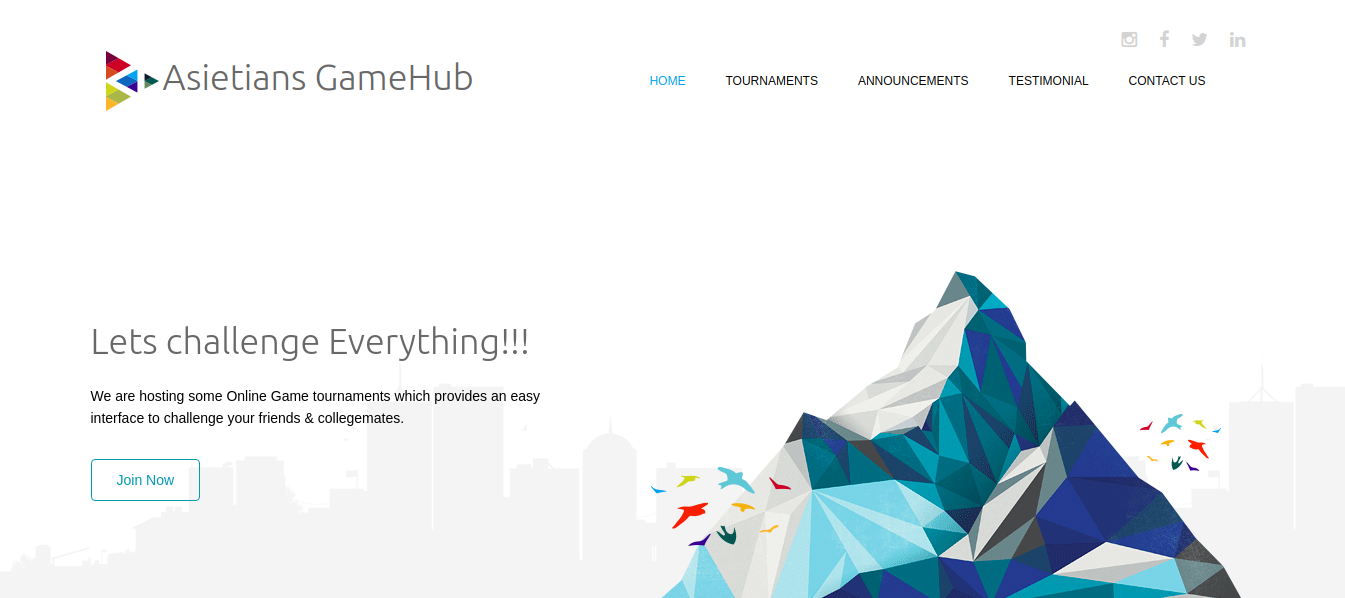 Asietians GameHub
HOME TOURNAMENTS ANNOUNCEMENTS TESTIMONIAL CONTACT US
Lets challenge Everything!!!
We are hosting some Online Game tournaments which provides an easy
interface to challenge your friends & collegemates.
Join Now